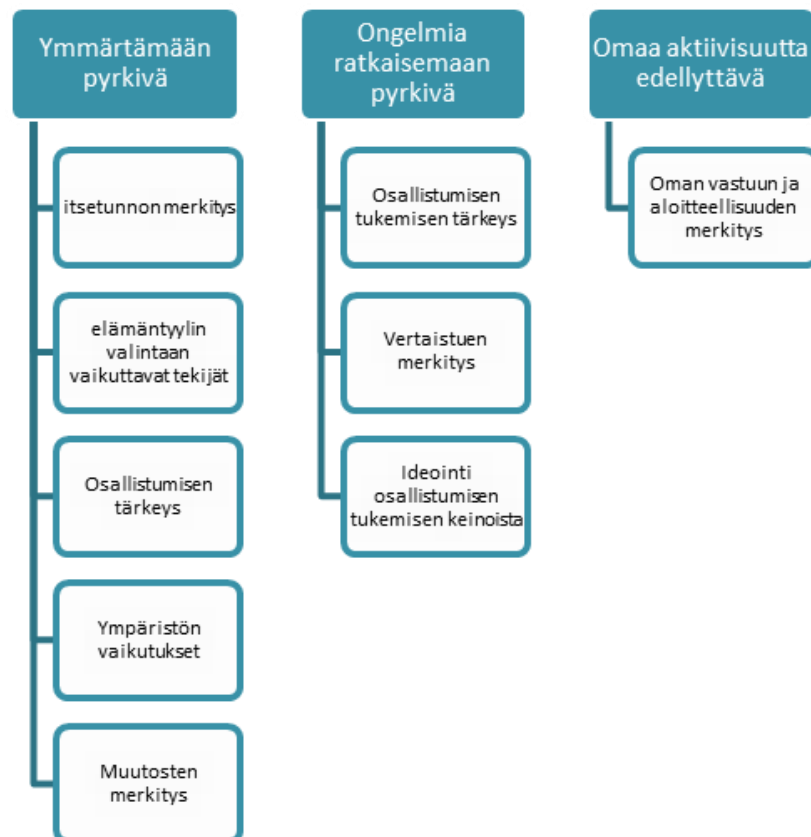 Ymmärtämään
pyrkivä
itsetunnon merkitys
elämäntyylin
valintaan
vaikuttavat tekijät
Osallistumisen
tärkeys
Ympäristön
vaikutukset
Muutosten
merkitys
Ongelmia
ratkaisemaan
pyrkivä
Osallistumisen
tukemisen tärkeys
Vertaistuen
merkitys
Ideointi
osallistumisen
tukemisen keinoista
Omaa aktiivisuutta
edellyttävä
Oman vastuun ja
aloitteellisuuden
merkitys